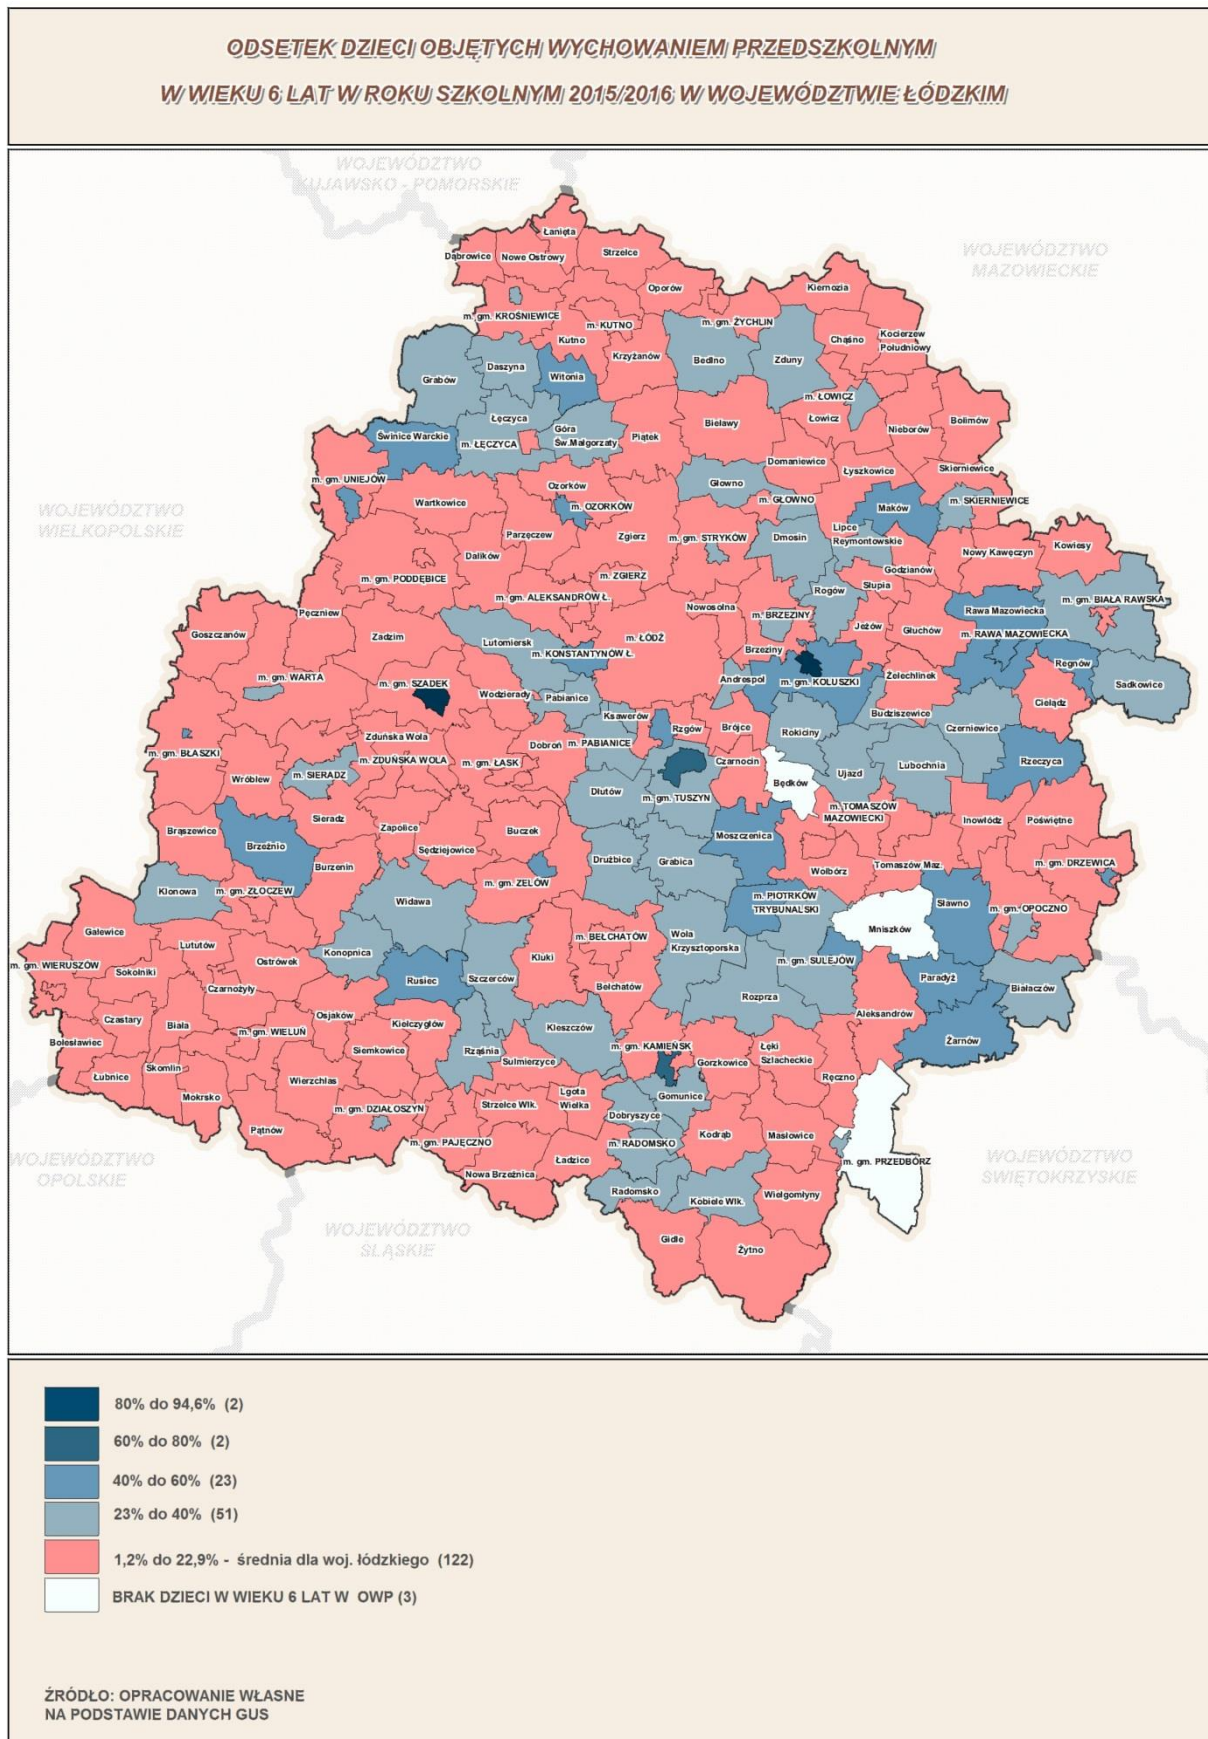 ODSETEK DZIECI OBJĘTYCH WYCHOWANIEM PRZEDSZKOLNYM
W WIEKU 6 LAT W ROKU SZKOLNYM 2015/2016 W WOJEWÓDZTWIE ŁÓDZKIM
WOJEWÓDZTWO
KUJAWSKO - POMORSKIE
WOJEWÓDZTWO
MAZOWIECKIE
Łanięta
Dąbrowice
Nowe Ostrowy
Strzelce
Oporów
Kiernozia
m. gm. KROŚNIEWICE
m. KUTNO
m. gm. ŻYCHLIN
Kutno
Krzyżanów
Chąśno
Kocierzew
Południowy
Bedlno
Zduny
Daszyna
Grabów
Witonia
m. ŁOWICZ
Łęczyca
Góra
Św.Małgorzaty
m. ŁĘCZYCA
Świnice Warckie
Piątek
Bielawy
Łowicz
Nieborów
Bolimów
Domaniewice
Łyszkowice
Skierniewice
m. gm. UNIEJÓW
Wartkowice
Ozorków
m. OZORKÓW
Głowno
m. GŁOWNO
Maków
m. SKIERNIEWICE
WOJEWÓDZTWO
WIELKOPOLSKIE
Parzęczew
Zgierz
m. gm. STRYKÓW
Dmosin
Lipce
Reymontowskie
Dalików
Nowy Kawęczyn
Kowiesy
m. gm. PODDĘBICE
m. ZGIERZ
m. gm. ALEKSANDRÓW Ł.
Godzianów
Słupia
Rogów
m. gm. BIAŁA RAWSKA
Pęczniew
Nowosolna
m. BRZEZINY
Rawa Mazowiecka
Goszczanów
Zadzim
Lutomiersk
m. ŁÓDŹ
Jeżów
Głuchów
m. RAWA MAZOWIECKA
m. KONSTANTYNÓW Ł.
Brzeziny
Regnów
m. gm. WARTA
m. gm. SZADEK
Wodzierady
Pabianice
Andrespol
m. gm. KOLUSZKI
Żelechlinek
Sadkowice
Cielądz
Ksawerów
Rzgów
Brójce
Budziszewice
Rokiciny
Czerniewice
Zduńska Wola
Dobroń
m. PABIANICE
m. gm. BŁASZKI
m. ZDUŃSKA WOLA
m. gm. ŁASK
Czarnocin
Rzeczyca
Lubochnia
Ujazd
Będków
Wróblew
m. SIERADZ
Dłutów
m. gm. TUSZYN
m. TOMASZÓW
MAZOWIECKI
Inowłódz
Poświętne
Sieradz
Zapolice
Buczek
Moszczenica
Brąszewice
Brzeźnio
Sędziejowice
Drużbice
Grabica
Wolbórz
Tomaszów Maz.
m. gm. DRZEWICA
Burzenin
m. gm. ZELÓW
Klonowa
m. gm. ZŁOCZEW
Widawa
m. PIOTRKÓW
TRYBUNALSKI
Sławno
m. gm. OPOCZNO
Mniszków
Galewice
Lututów
m. BEŁCHATÓW
Wola
Krzysztoporska
Konopnica
Ostrówek
Kluki
m. gm. SULEJÓW
m. gm. WIERUSZÓW
Sokolniki
Rusiec
Szczerców
Paradyż
Białaczów
Czarnożyły
Bełchatów
Rozprza
Aleksandrów
Osjaków
Kiełczygłów
Czastary
Biała
m. gm. WIELUŃ
Kleszczów
Bolesławiec
m. gm. KAMIEŃSK
Łęki
Szlacheckie
Żarnów
Siemkowice
Rząśnia
Sulmierzyce
Gorzkowice
Skomlin
Łubnice
Wierzchlas
Ręczno
Mokrsko
Lgota
Wielka
Gomunice
Strzelce Wlk.
m. gm. DZIAŁOSZYN
Dobryszyce
Pątnów
Kodrąb
Masłowice
m. gm. PAJĘCZNO
m. RADOMSKO
Ładzice
Nowa Brzeźnica
m. gm. PRZEDBÓRZ
Radomsko
Kobiele Wlk.
Wielgomłyny
WOJEWÓDZTWO
OPOLSKIE
WOJEWÓDZTWO
ŚWIĘTOKRZYSKIE
WOJEWÓDZTWO
ŚLĄSKIE
Gidle
Żytno
80% do 94,6% (2)
60% do 80% (2)
40% do 60% (23)
23% do 40% (51)
1,2% do 22,9% - średnia dla woj. łódzkiego (122)
BRAK DZIECI W WIEKU 6 LAT W OWP (3)
ŹRÓDŁO: OPRACOWANIE WŁASNE
NA PODSTAWIE DANYCH GUS